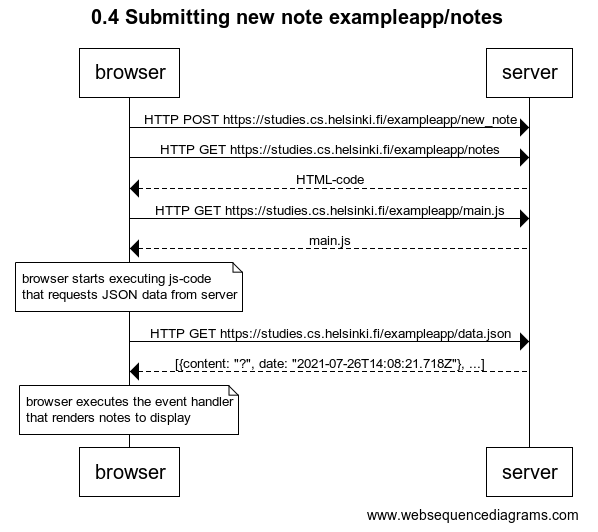 0.4 Submitting new note exampleapp/notes
browser
server
HTTP POST https://studies.cs.helsinki.fi/exampleapp/new_note
HTTP GET https://studies.cs.helsinki.fi/exampleapp/notes
HTML-code
HTTP GET https://studies.cs.helsinki.fi/exampleapp/main.js
main.js
browser starts executing js-code
that requests JSON data from server
HTTP GET https://studies.cs.helsinki.fi/exampleapp/data.json
[{content: "?", date: "2021-07-26T14:08:21.718Z"}, ...]
browser executes the event handler
that renders notes to display
browser
server
www.websequencediagrams.com